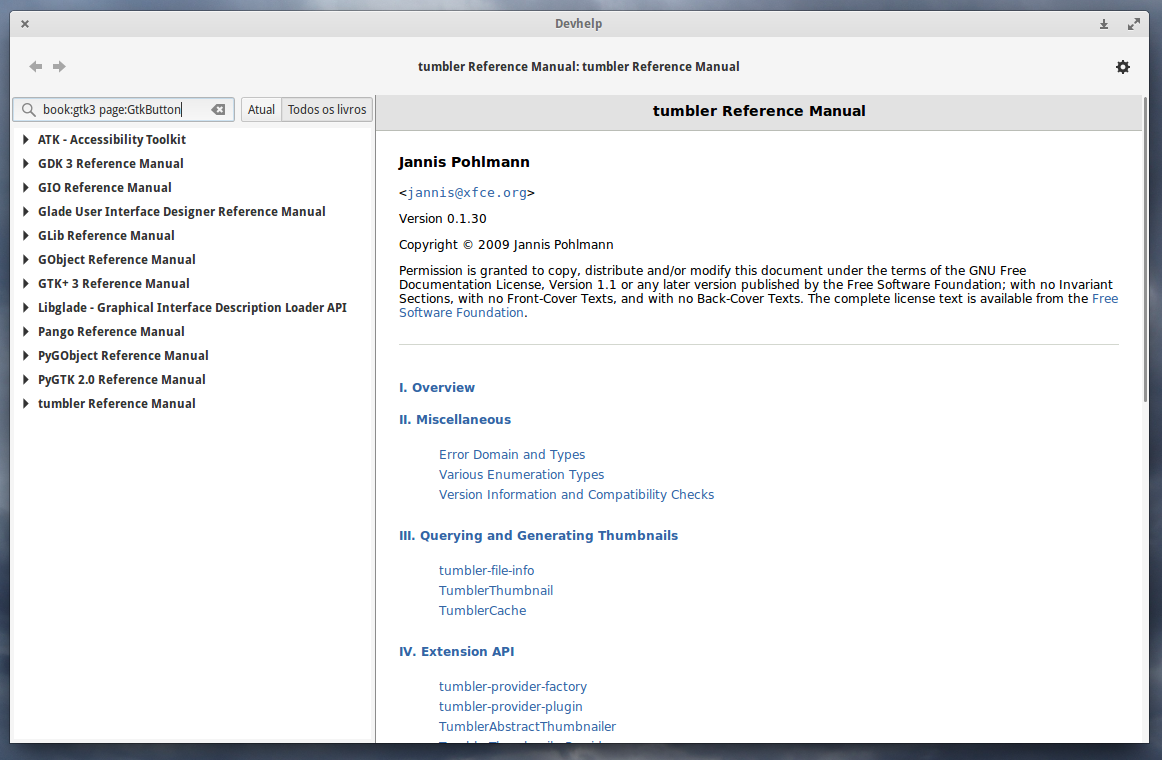 Devhelp
tumbler Reference Manual: tumbler Reference Manual
book:gtk3 page:GtkButton
Atual
Todos os livros
ATK - Accessibility Toolkit
GDK 3 Reference Manual
GIO Reference Manual
Glade User Interface Designer Reference Manual
GLib Reference Manual
GObject Reference Manual
GTK+ 3 Reference Manual
Libglade - Graphical Interface Description Loader API
Pango Reference Manual
PyGObject Reference Manual
PyGTK 2.0 Reference Manual
tumbler Reference Manual
tumbler Reference Manual
Jannis Pohlmann
<jannis@xfce.org>
Version 0.1.30
Copyright © 2009 Jannis Pohlmann
Permission is granted to copy, distribute and/or modify this document under the terms of the GNU Free
Documentation License, Version 1.1 or any later version published by the Free Software Foundation; with no Invariant
Sections, with no Front-Cover Texts, and with no Back-Cover Texts. The complete license text is available from the Free
Software Foundation.
I. Overview
II. Miscellaneous
Error Domain and Types
Various Enumeration Types
Version Information and Compatibility Checks
III. Querying and Generating Thumbnails
tumbler-file-info
TumblerThumbnail
TumblerCache
IV. Extension API
tumbler-provider-factory
tumbler-provider-plugin
TumblerAbstractThumbnailer